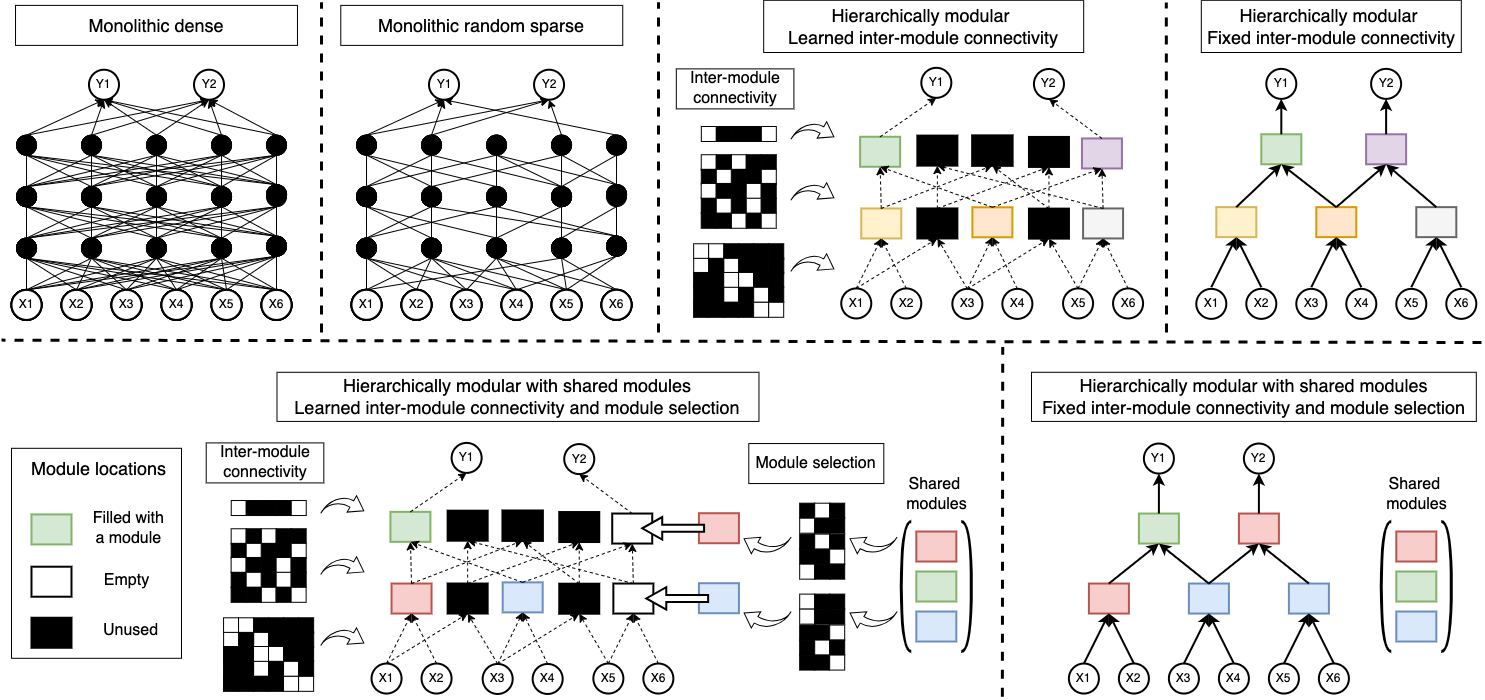 Monolithic dense
Y1 Y2
X1 X2 X3 X4 X5 X6
Monolithic random sparse
Y1 Y2
X1 X2 X3 X4 X5 X6
Hierarchically modular
Learned inter-module connectivity
Inter-module
connectivity
Y1 Y2
X1 X2 X3 X4 X5 X6
Hierarchically modular
Fixed inter-module connectivity
Y1 Y2
X1 X2 X3 X4 X5 X6
Hierarchically modular with shared modules
Learned inter-module connectivity and module selection
Module locations
Filled with
a module
Empty
Unused
Inter-module
connectivity
Y1 Y2
X1 X2 X3 X4 X5 X6
Module selection
Shared
modules
Hierarchically modular with shared modules
Fixed inter-module connectivity and module selection
Y1 Y2
X1 X2 X3 X4 X5 X6
Shared
modules